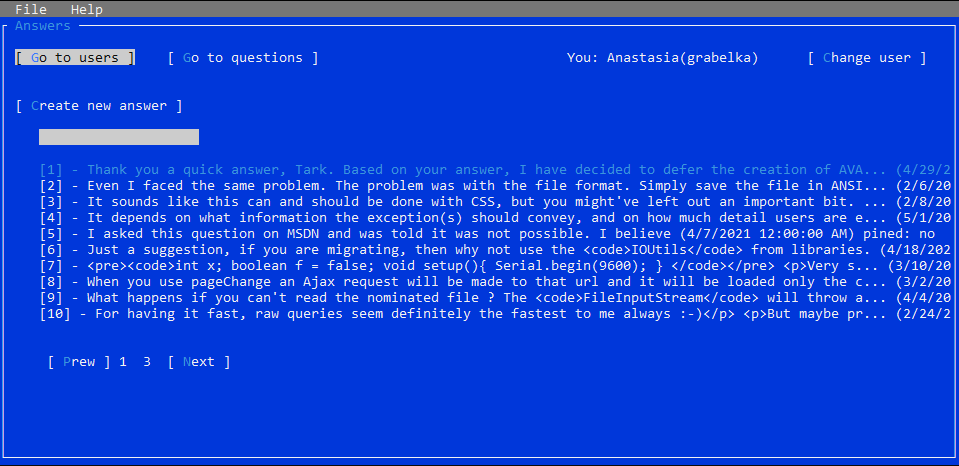 File Help
Answers
[ Go to users ] [ Go to questions ] You: Anastasia(grabelka) [ Change user ]
[ Create new answer ]
[1] - Thank you a quick answer, Tark. Based on your answer, I have decided to defer the creation of AVA... (4/29/2
[2] - Even I faced the same problem. The problem was with the file format. Simply save the file in ANSI... (2/6/20
[3] - It sounds like this can and should be done with CSS, but you might've left out an important bit. ... (2/8/20
[4] - It depends on what information the exception(s) should convey, and on how much detail users are e... (5/1/20
[5] - I asked this question on MSDN and was told it was not possible. I believe (4/7/2021 12:00:00 AM) pined: no
[6] - Just a suggestion, if you are migrating, then why not use the <code>IOUtils</code> from libraries. (4/18/202
[7] - <pre><code>int x; boolean f = false; void setup(){ Serial.begin(9600); } </code></pre> <p>Very s... (3/10/20
[8] - When you use pageChange an Ajax request will be made to that url and it will be loaded only the c... (3/2/20
[9] - What happens if you can't read the nominated file ? The <code>FileInputStream</code> will throw a... (4/4/20
[10] - For having it fast, raw queries seem definitely the fastest to me always :-)</p> <p>But maybe pr... (2/24/2
[ Prew ] 1 3 [ Next ]